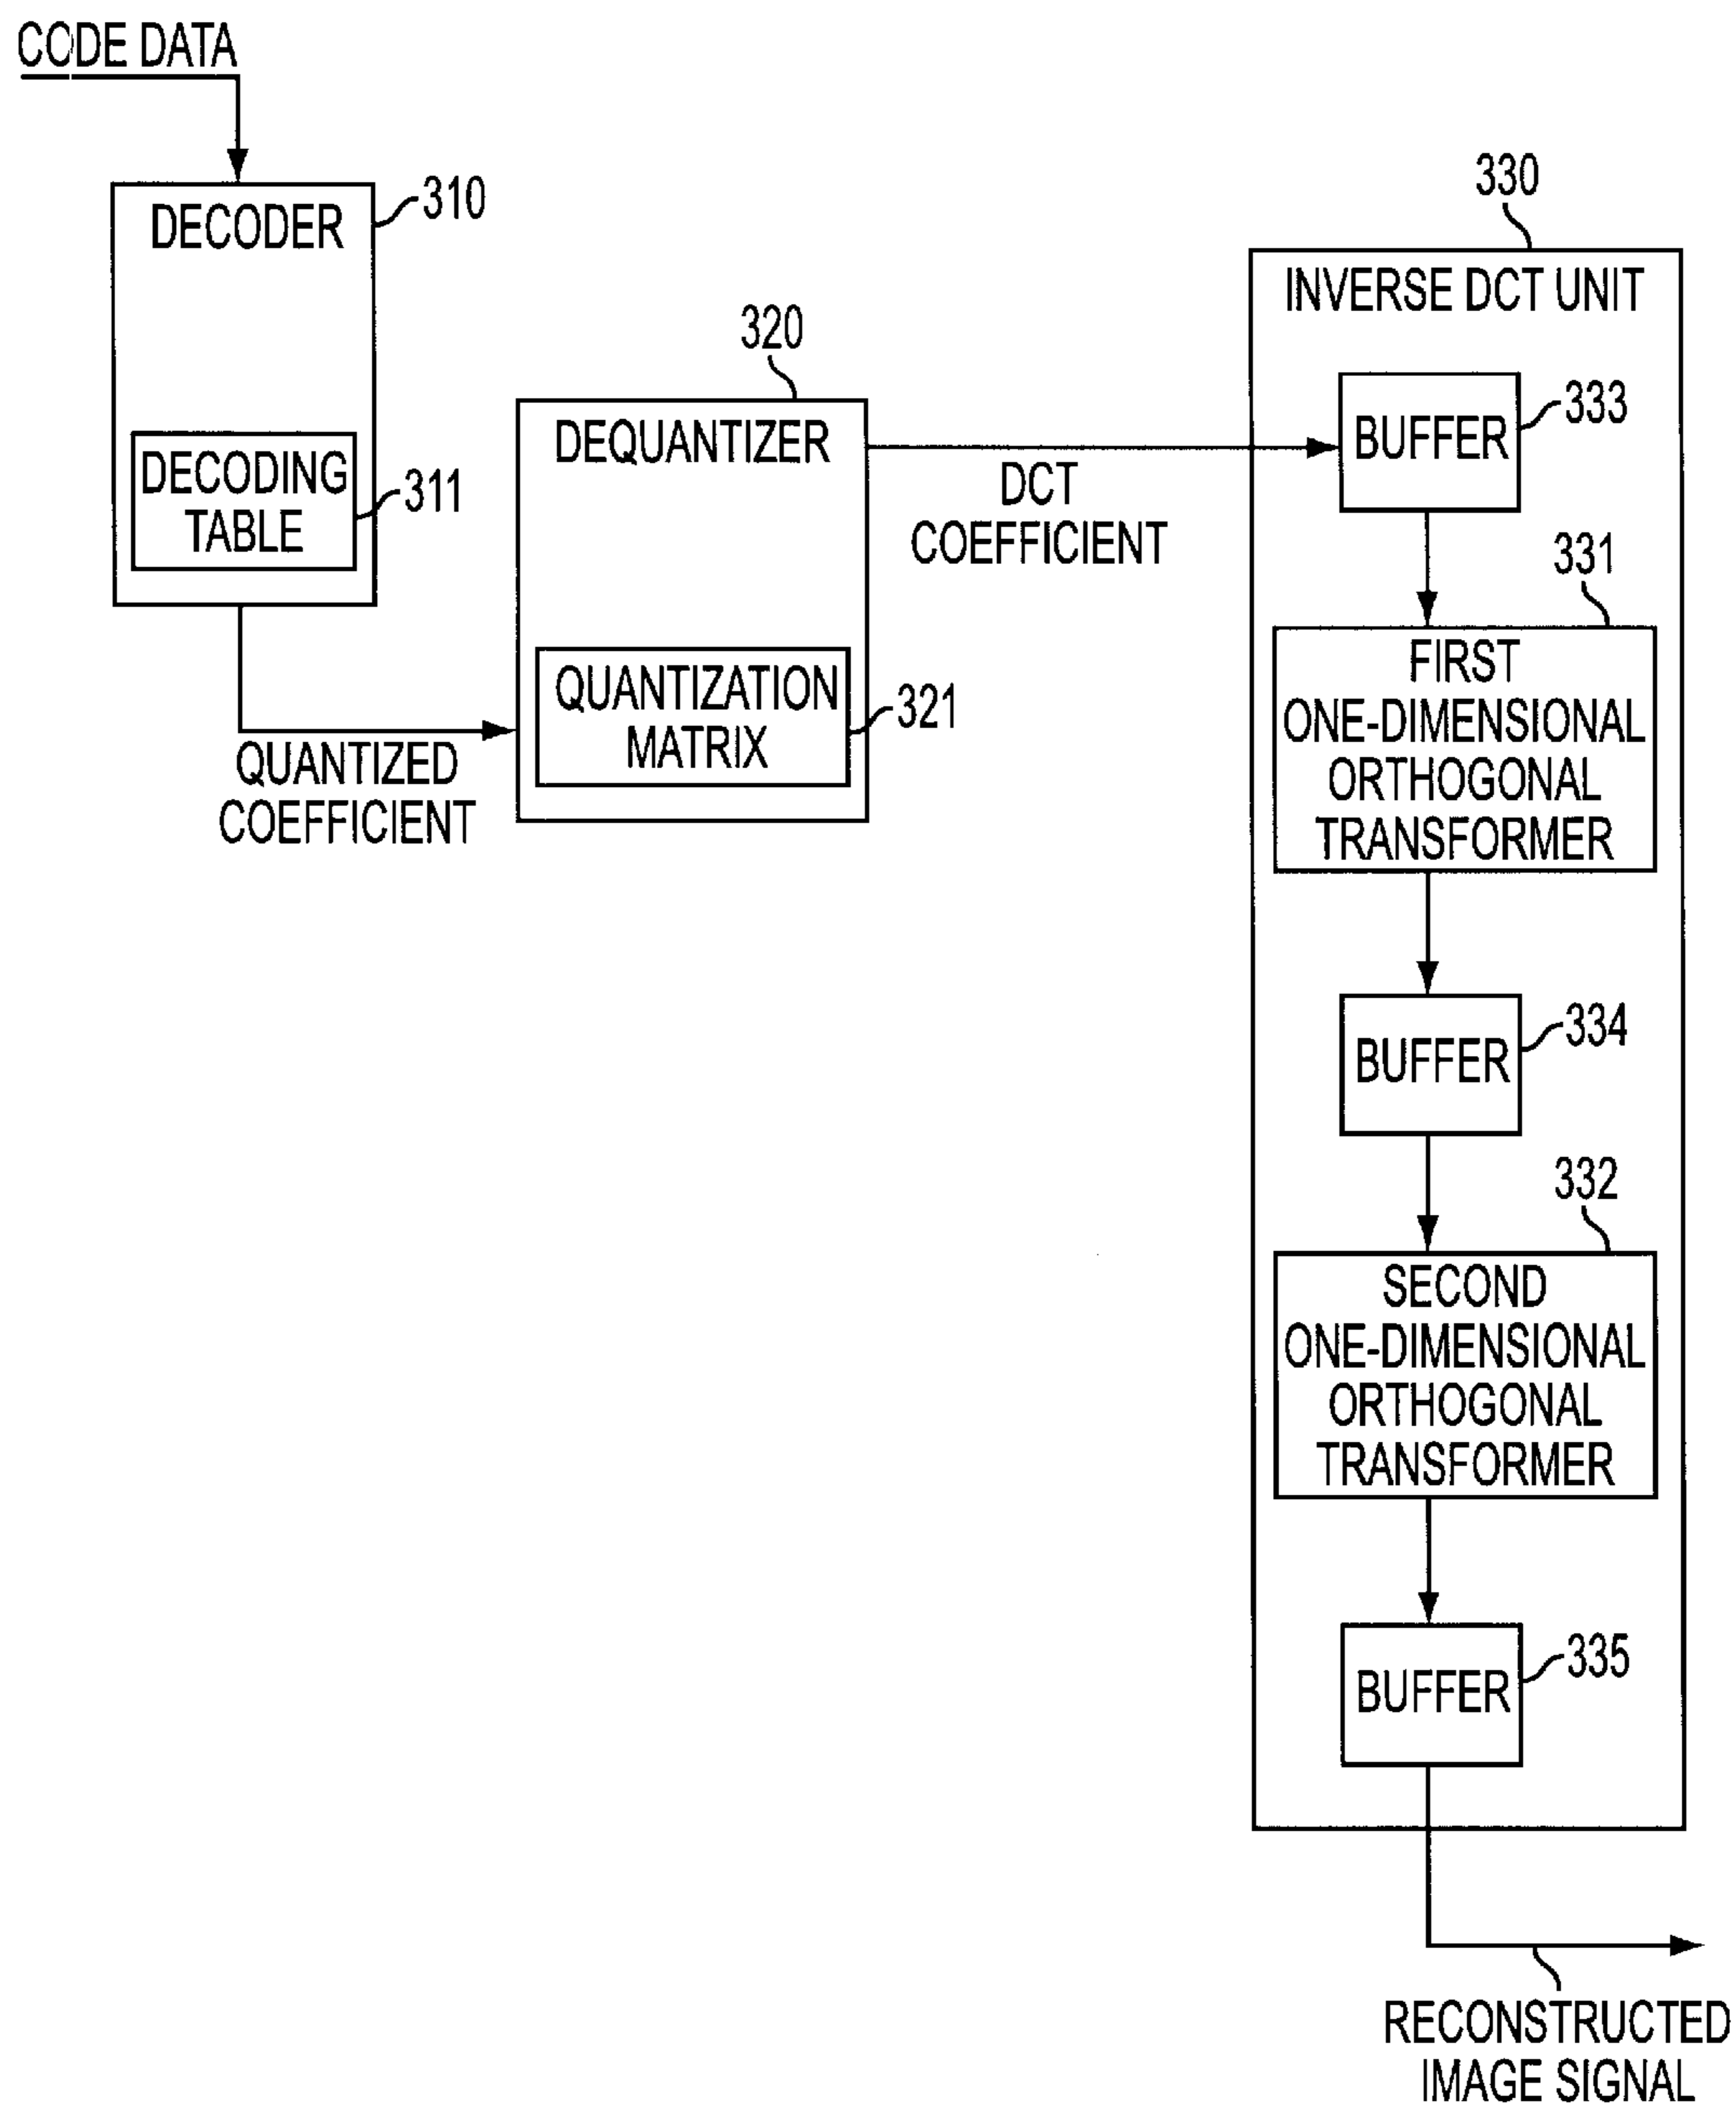 CODE DATA
DECODER
310
DECODING
TABLE
311
QUANTIZED
COEFFICIENT
320
DEQUANTIZER
QUANTIZATION
MATRIX
321
DCT
COEFFICIENT
330
INVERSE DCT UNIT
BUFFER
333
331
FIRST
ONE-DIMENSIONAL
ORTHOGONAL
TRANSFORMER
BUFFER
334
332
SECOND
ONE-DIMENSIONAL
ORTHOGONAL
TRANSFORMER
BUFFER
335
RECONSTRUCTED
IMAGE SIGNAL